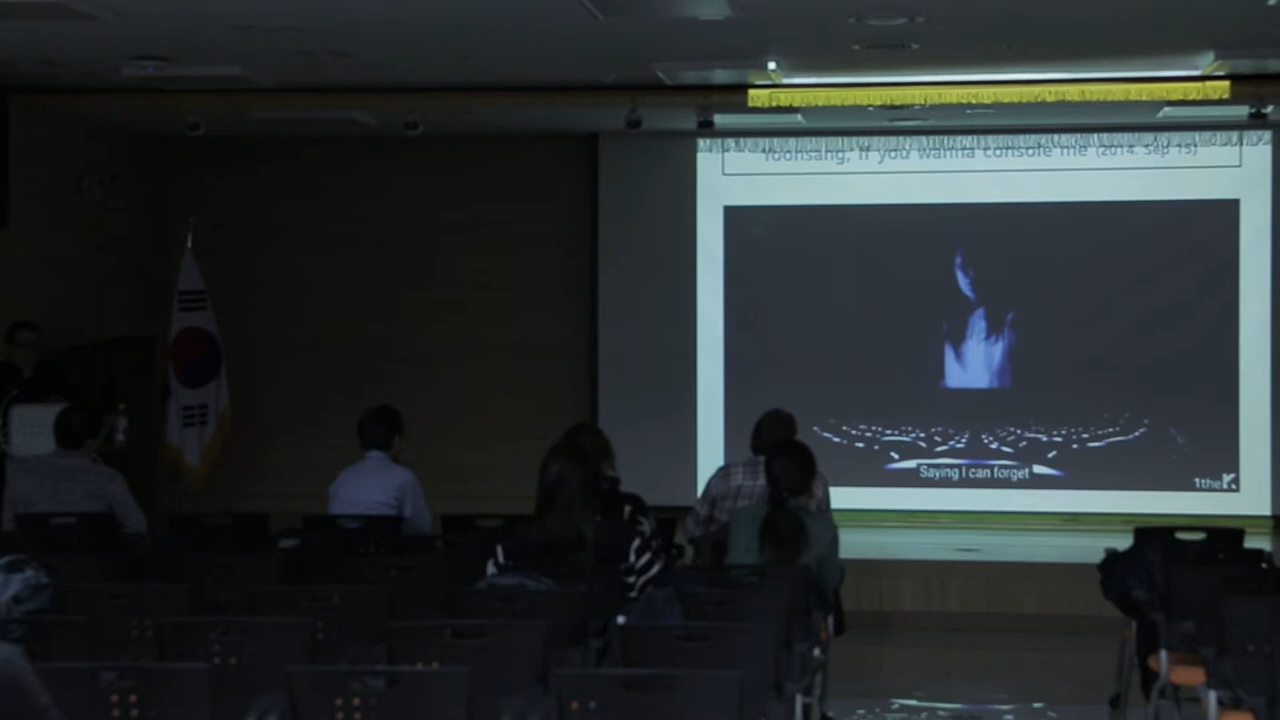 Yoonsang, If you wanna console me (2014. Sep 15)
Saying I can forget
1theK